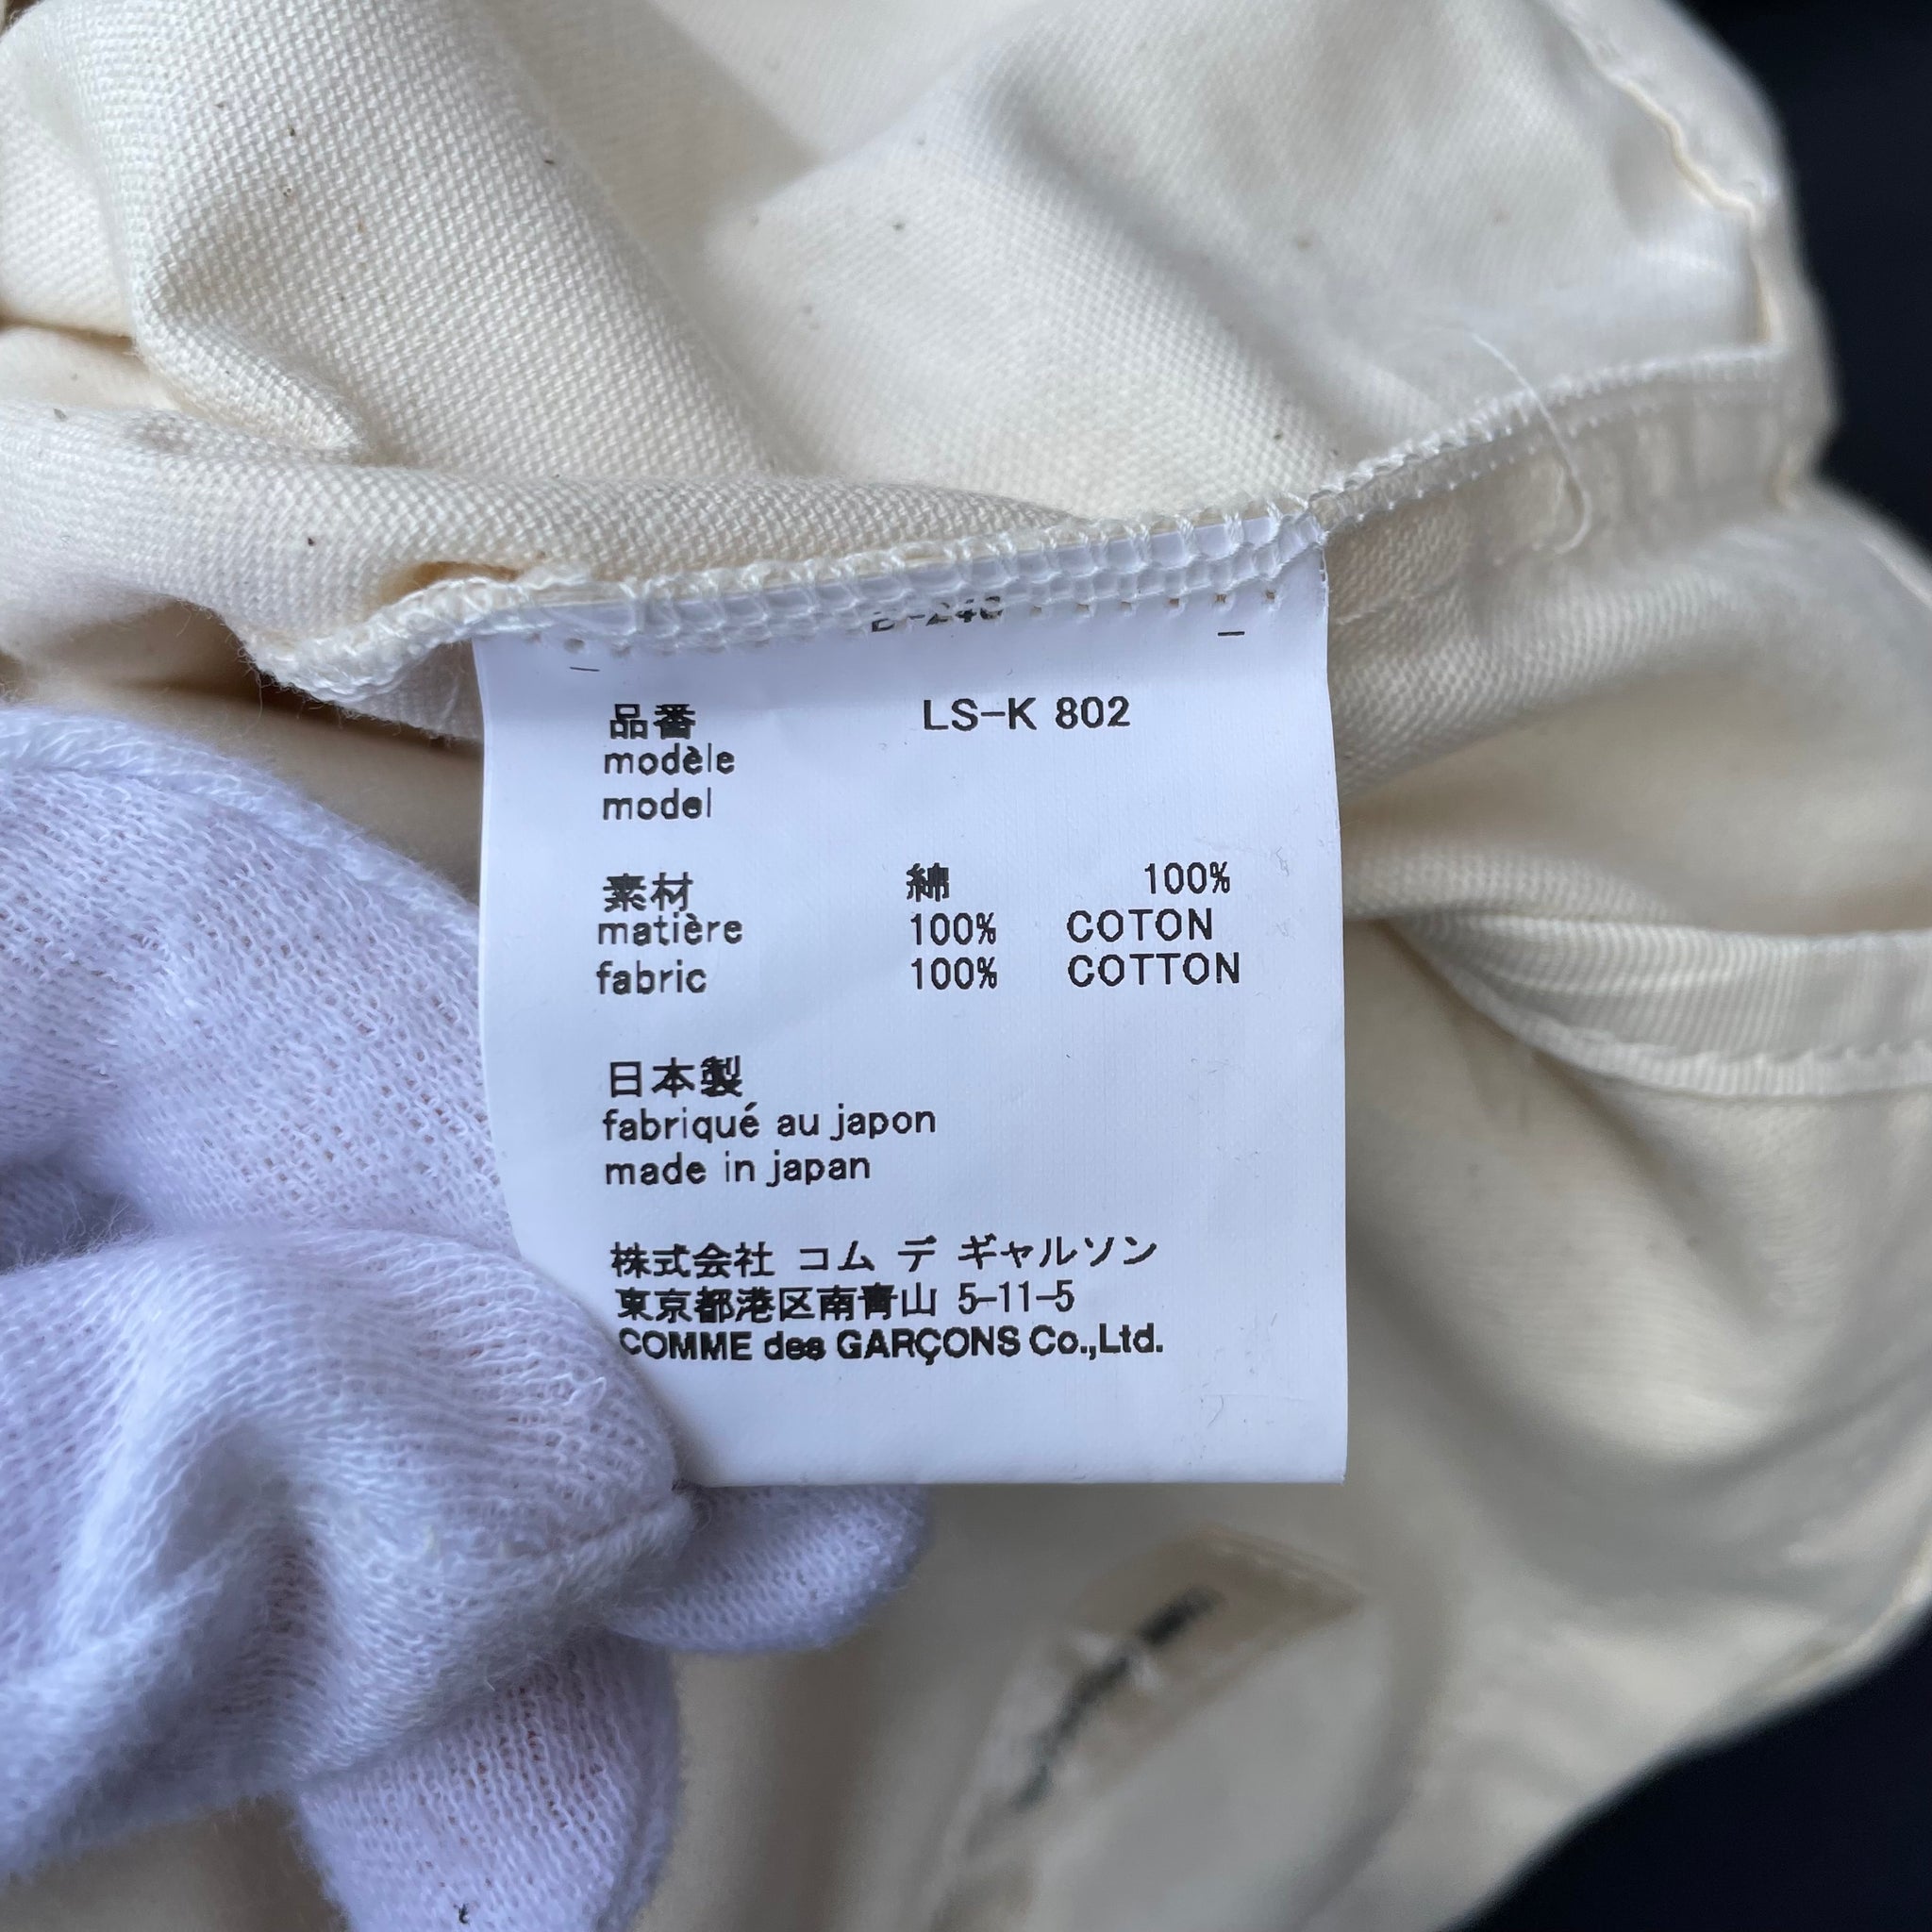 品番 LS-K 802
modèle
model
素材 綿 100%
matière 100% COTON
fabric 100% COTTON
日本製
fabriqué au japon
made in japan
株式会社 コム デ ギャルソン
東京都港区南青山 5-11-5
COMME des GARÇONS Co.,Ltd.